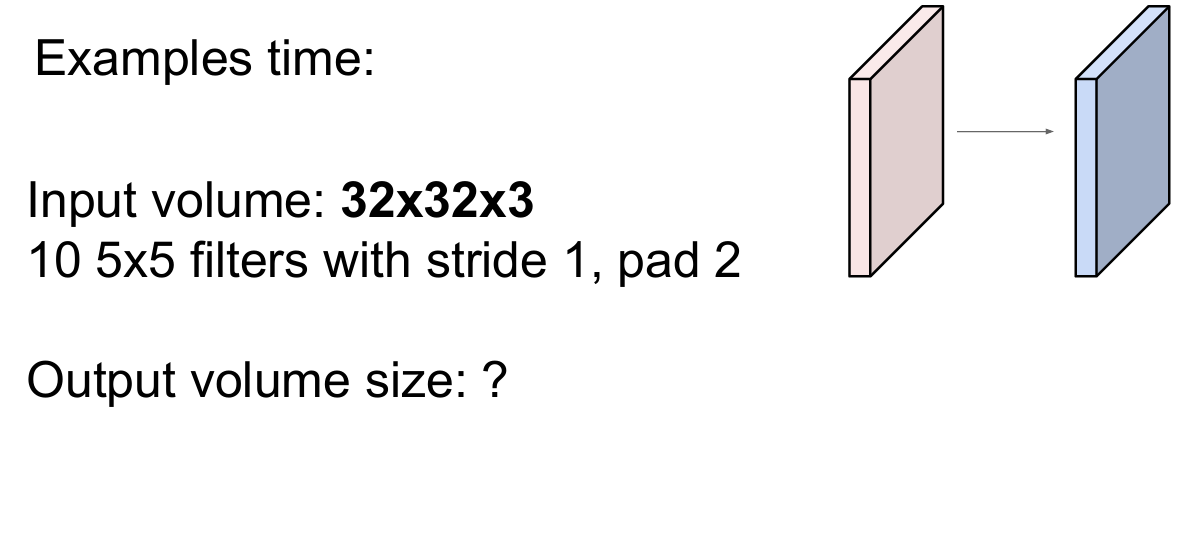 Examples time:
Input volume: 32x32x3
10 5x5 filters with stride 1, pad 2
Output volume size: ?